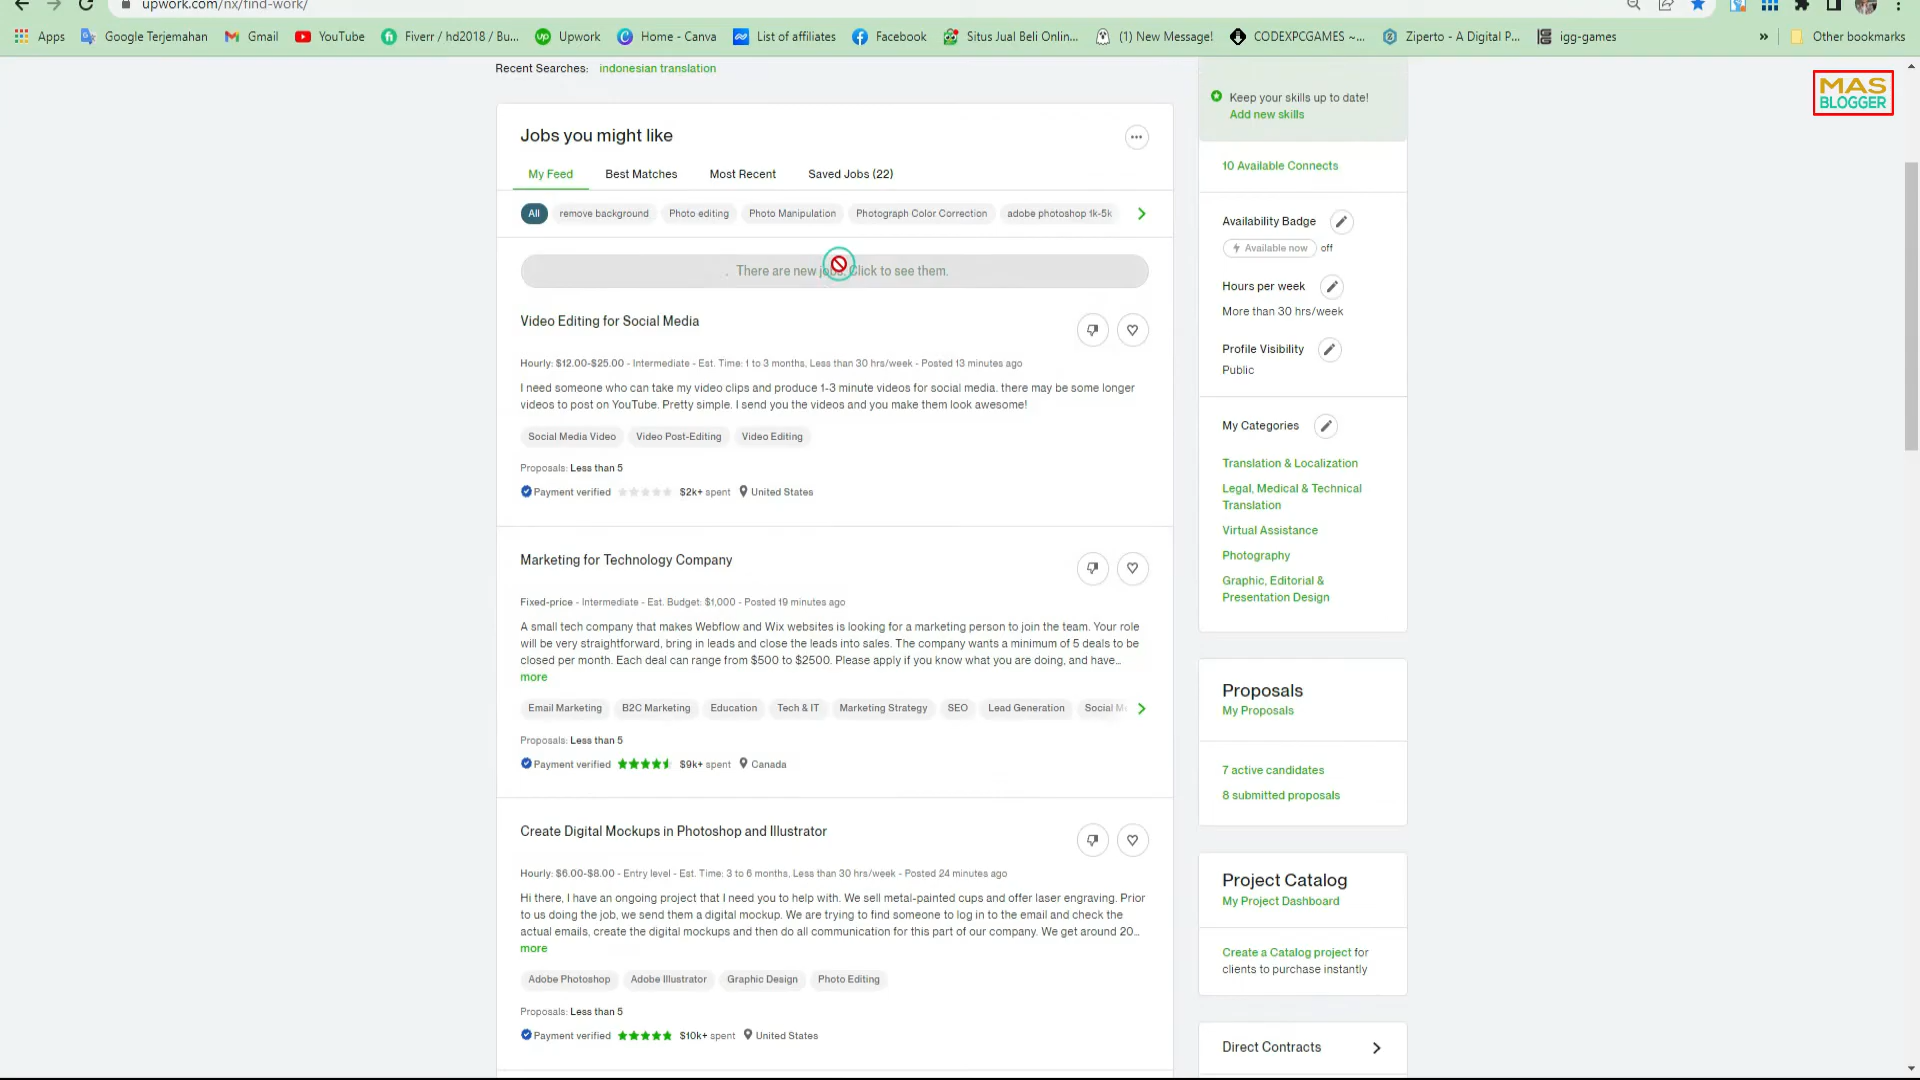 upwork.com/nx/find-work/
Apps Google Terjemahan Gmail YouTube Fiverr / hd2018 / Bu... Upwork Home - Canva List of affiliates Facebook Situs Jual Beli Onlin... (1) New Message! CODEXPCGAMES ~... Ziperto - A Digital P... igg-games » Other bookmarks
Recent Searches: indonesian translation
MAS
BLOGGER
Jobs you might like
My Feed Best Matches Most Recent Saved Jobs (22)
All remove background Photo editing Photo Manipulation Photograph Color Correction adobe photoshop 1k-5k
. There are new jobs. Click to see them.
Video Editing for Social Media
Hourly: $12.00-$25.00 - Intermediate - Est. Time: 1 to 3 months, Less than 30 hrs/week - Posted 13 minutes ago
I need someone who can take my video clips and produce 1-3 minute videos for social media. there may be some longer
videos to post on YouTube. Pretty simple. I send you the videos and you make them look awesome!
Social Media Video Video Post-Editing Video Editing
Proposals: Less than 5
Payment verified $2k+ spent United States
Marketing for Technology Company
Fixed-price - Intermediate - Est. Budget: $1,000 - Posted 19 minutes ago
A small tech company that makes Webflow and Wix websites is looking for a marketing person to join the team. Your role
will be very straightforward, bring in leads and close the leads into sales. The company wants a minimum of 5 deals to be
closed per month. Each deal can range from $500 to $2500. Please apply if you know what you are doing, and have...
more
Email Marketing B2C Marketing Education Tech & IT Marketing Strategy SEO Lead Generation Social M
Proposals: Less than 5
Payment verified $9k+ spent Canada
Create Digital Mockups in Photoshop and Illustrator
Hourly: $6.00-$8.00 - Entry level - Est. Time: 3 to 6 months, Less than 30 hrs/week - Posted 24 minutes ago
Hi there, I have an ongoing project that I need you to help with. We sell metal-painted cups and offer laser engraving. Prior
to us doing the job, we send them a digital mockup. We are trying to find someone to log in to the email and check the
actual emails, create the digital mockups and then do all communication for this part of our company. We get around 20...
more
Adobe Photoshop Adobe Illustrator Graphic Design Photo Editing
Proposals: Less than 5
Payment verified $10k+ spent United States
Keep your skills up to date!
Add new skills
10 Available Connects
Availability Badge
Available now off
Hours per week
More than 30 hrs/week
Profile Visibility
Public
My Categories
Translation & Localization
Legal, Medical & Technical
Translation
Virtual Assistance
Photography
Graphic, Editorial &
Presentation Design
Proposals
My Proposals
7 active candidates
8 submitted proposals
Project Catalog
My Project Dashboard
Create a Catalog project for
clients to purchase instantly
Direct Contracts